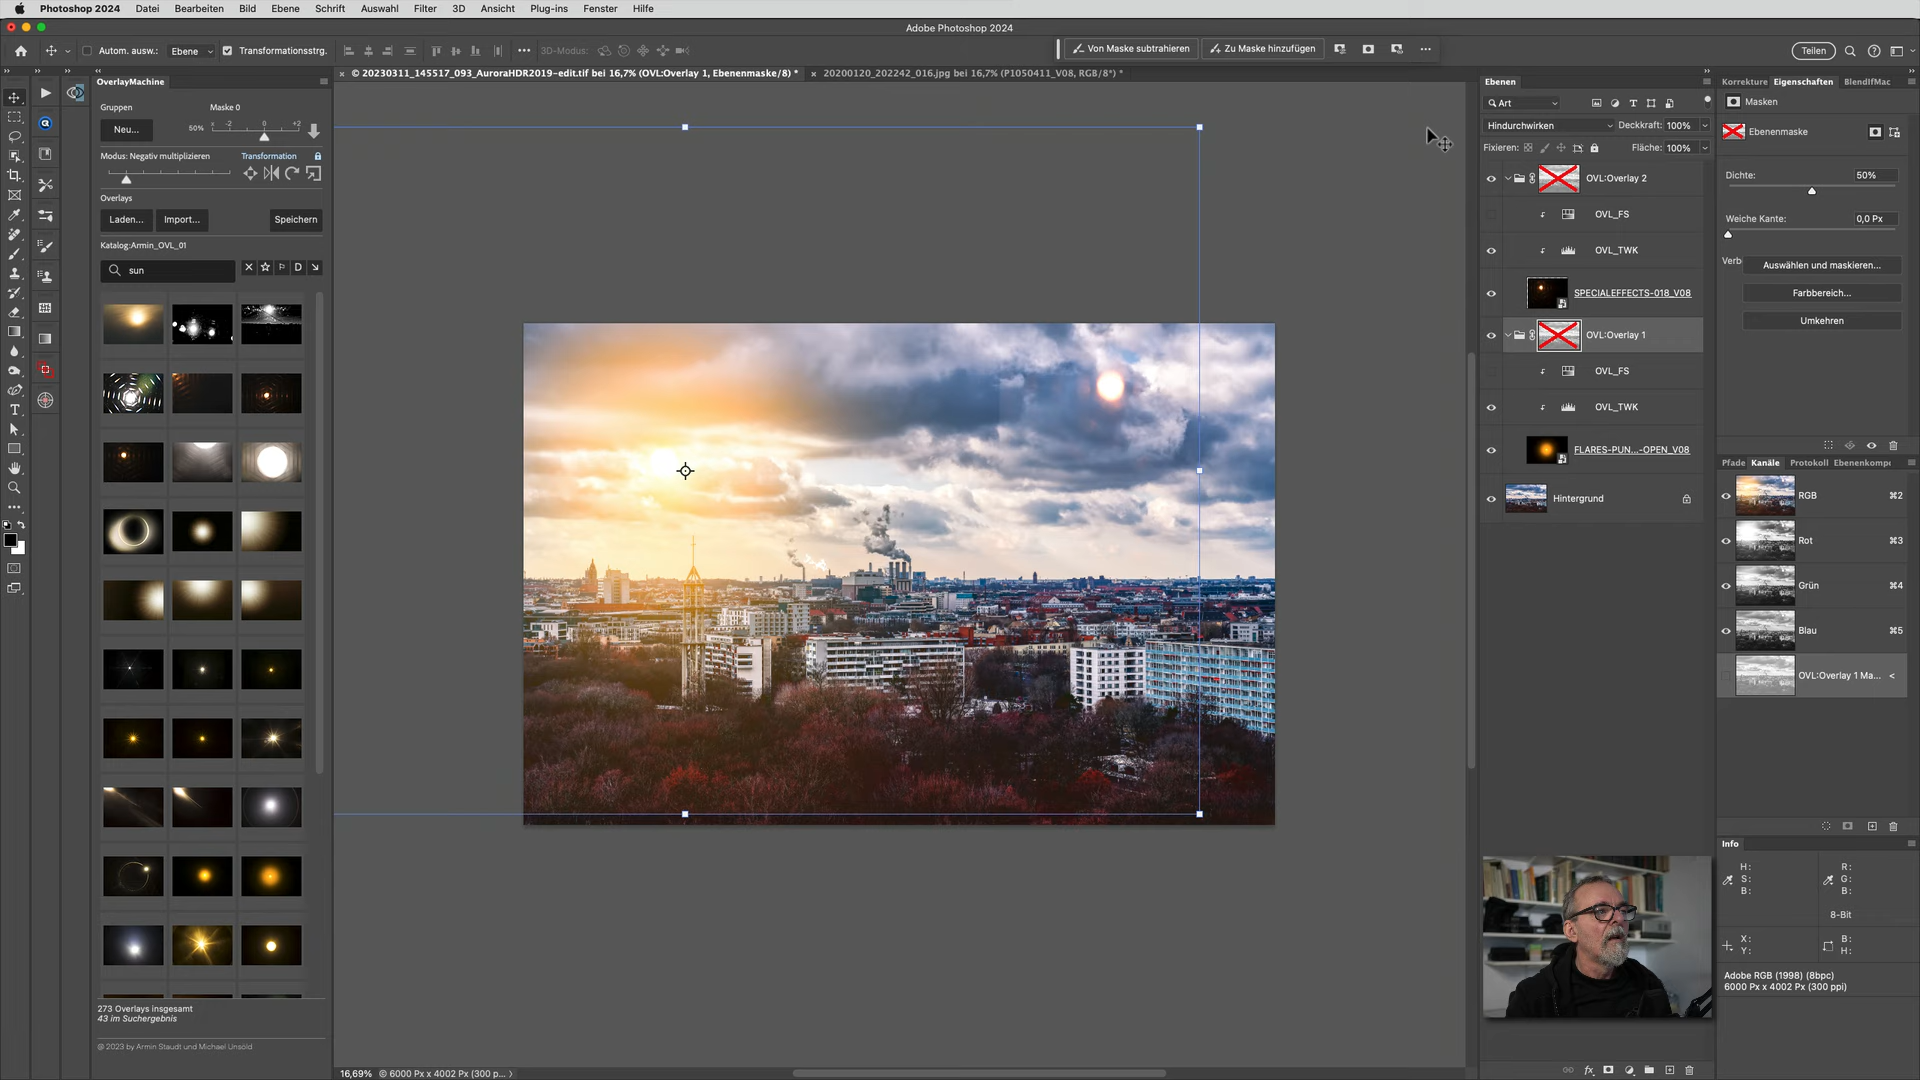 Photoshop 2024 Datei Bearbeiten Bild Ebene Schrift Auswahl Filter 3D Ansicht Plug-ins Fenster Hilfe
Adobe Photoshop 2024
Autom. ausw.: Ebene Transformationsstrg. 3D-Modus: Von Maske subtrahieren Zu Maske hinzufügen Teilen
© 20230311_145517_093_AuroraHDR2019-edit.tif bei 16,7% (OVL:Overlay 1, Ebenenmaske/8) * 20200120_202242_016.jpg bei 16,7% (P1050411_V08, RGB/8*) *
OverlayMachine
Gruppen Maske 0
Neu... 50% -2 0 +2
Modus: Negativ multiplizieren Transformation
Overlays
Laden... Import... Speichern
Katalog:Armin_OVL_01
sun D
273 Overlays insgesamt
43 im Suchergebnis
@ 2023 by Armin Staudt und Michael Unsöld
16,69% © 6000 Px x 4002 Px (300 p...
Ebenen
Art
Hindurchwirken Deckkraft: 100%
Fixieren: Fläche: 100%
OVL:Overlay 2
OVL_FS
OVL_TWK
SPECIALEFFECTS-018_V08
OVL:Overlay 1
OVL_FS
OVL_TWK
FLARES-PUN...-OPEN_V08
Hintergrund
fx
Korrekture Eigenschaften BlendIfMac
Masken
Ebenenmaske
Dichte: 50%
Weiche Kante: 0,0 Px
Verb Auswählen und maskieren...
Farbbereich...
Umkehren
Pfade Kanäle Protokoll Ebenenkomp
RGB ⌘2
Rot ⌘3
Grün ⌘4
Blau ⌘5
OVL:Overlay 1 Ma... <
Info
H: R:
S: G:
B: B:
8-Bit
X: B:
Y: H:
Adobe RGB (1998) (8bpc)
6000 Px x 4002 Px (300 ppi)